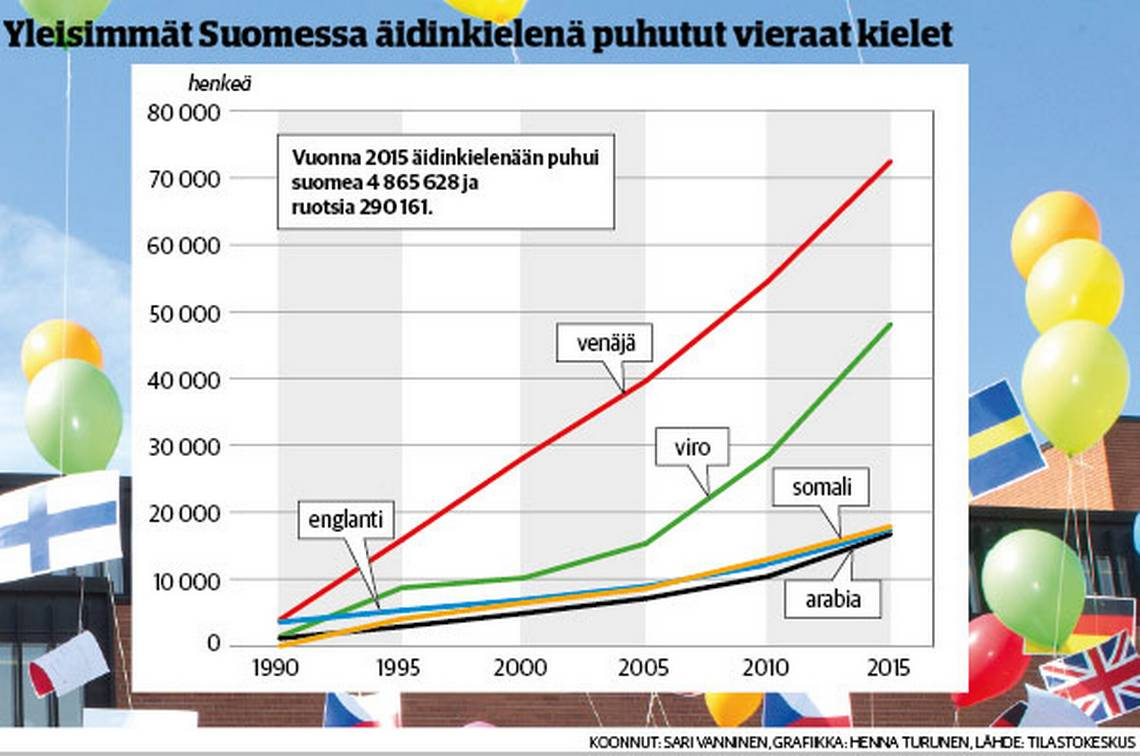 Yleisimmät Suomessa äidinkielenä puhutut vieraat kielet
henkeä
80 000
Vuonna 2015 äidinkielenään puhui
suomea 4 865 628 ja
ruotsia 290 161.
70 000
60 000
50 000
venäjä
40 000
viro
30 000
somali
englanti
20 000
10 000
arabia
0
1990 1995 2000 2005 2010 2015
KOONNUT: SARI VANNINEN, GRAFIIKKA: HENNA TURUNEN, LÄHDE: TILASTOKESKUS